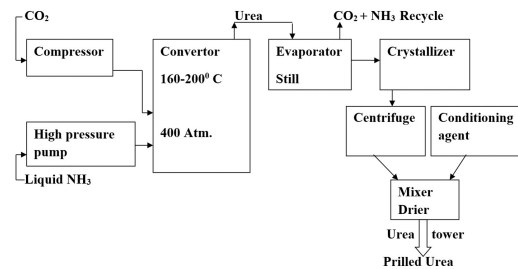 CO₂
Urea
CO₂ + NH₃ Recycle
Compressor
Convertor
160-200⁰ C
400 Atm.
Evaporator
Still
Crystallizer
High pressure
pump
Liquid NH₃
Centrifuge
Conditioning
agent
Mixer
Drier
Urea tower
Prilled Urea